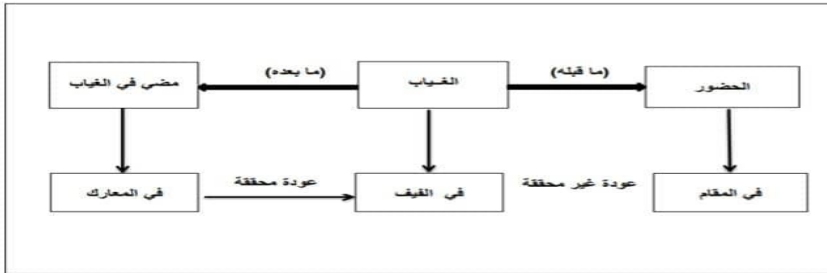 الحضور
(ما قبله)
الغياب
(ما بعده)
مضي في الغياب
في المقام
عودة غير محققة
في الفيف
عودة محققة
في المعارك